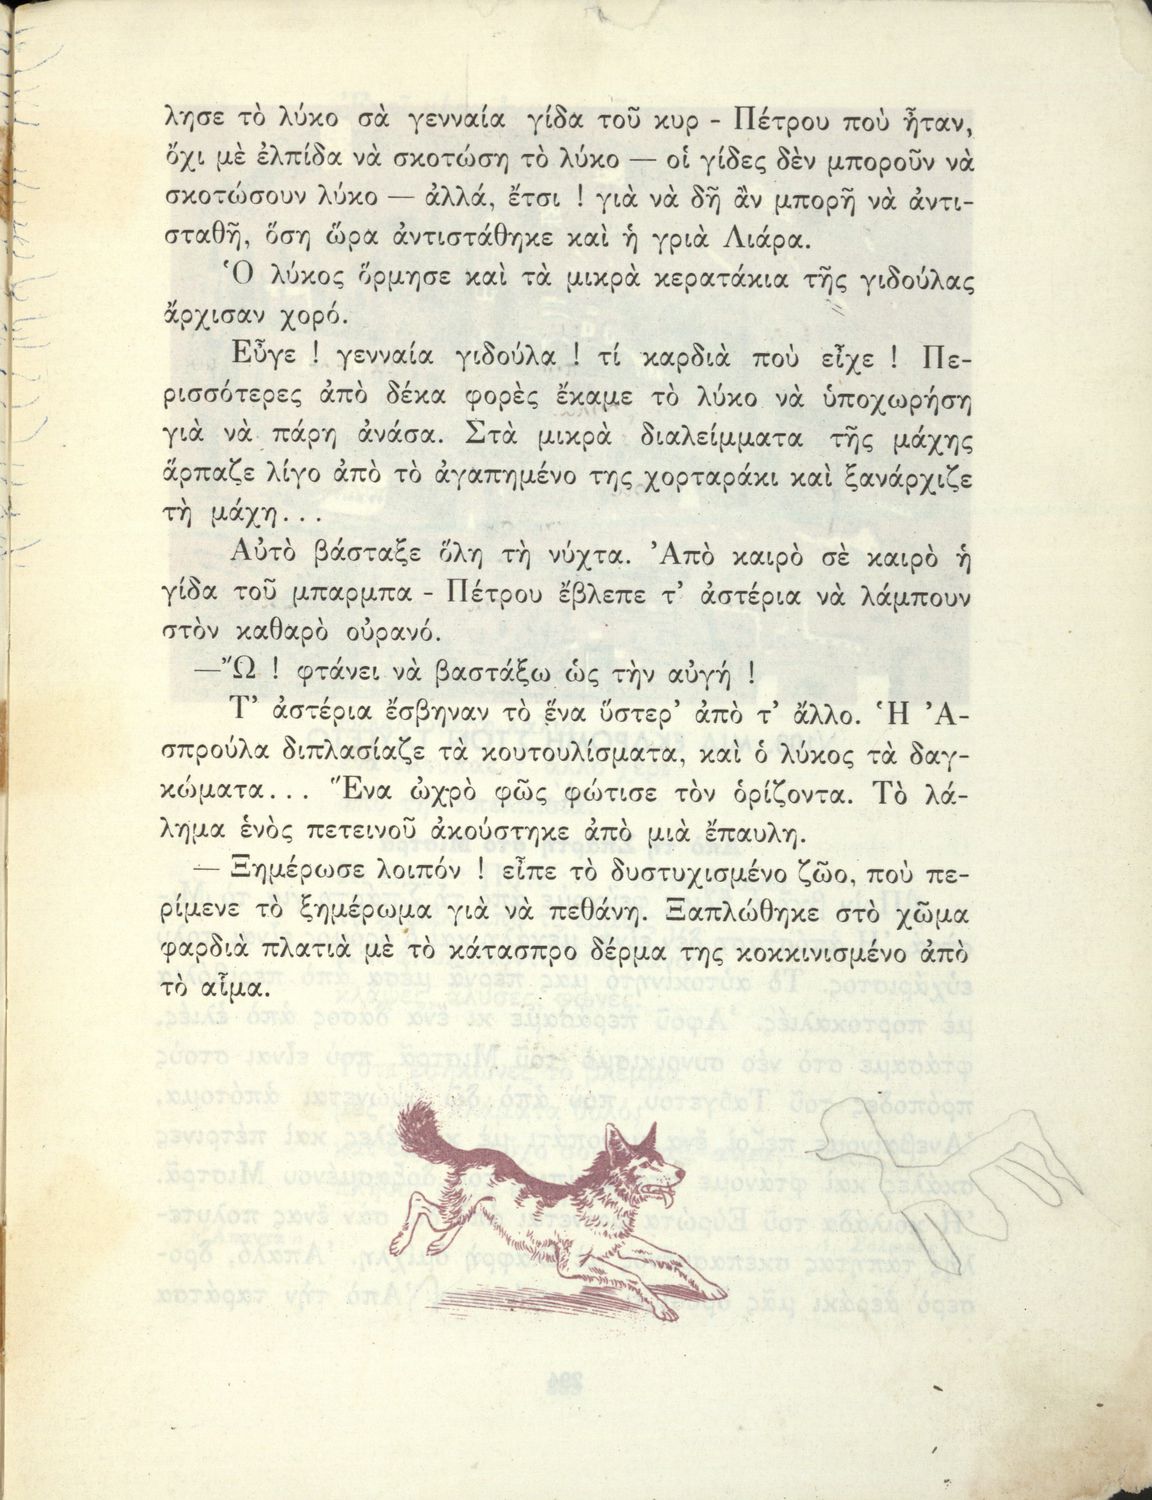 λησε τὸ λύκο σὰ γενναία γίδα τοῦ κυρ - Πέτρου ποὺ ἦταν,
ὄχι μὲ ἐλπίδα νὰ σκοτώση τὸ λύκο — οἱ γίδες δὲν μποροῦν νὰ
σκοτώσουν λύκο — ἀλλά, ἔτσι ! γιὰ νὰ δῆ ἂν μπορῆ νὰ ἀντι-
σταθῆ, ὅση ὥρα ἀντιστάθηκε καὶ ἡ γριὰ Λιάρα.
Ὁ λύκος ὅρμησε καὶ τὰ μικρὰ κερατάκια τῆς γιδούλας
ἄρχισαν χορό.
Εὖγε ! γενναία γιδούλα ! τί καρδιὰ ποὺ εἶχε ! Πε-
ρισσότερες ἀπὸ δέκα φορὲς ἔκαμε τὸ λύκο νὰ ὑποχωρήση
γιὰ νὰ πάρη ἀνάσα. Στὰ μικρὰ διαλείμματα τῆς μάχης
ἅρπαζε λίγο ἀπὸ τὸ ἀγαπημένο της χορταράκι καὶ ξανάρχιζε
τὴ μάχη...
Αὐτὸ βάσταξε ὅλη τὴ νύχτα. Ἀπὸ καιρὸ σὲ καιρὸ ἡ
γίδα τοῦ μπαρμπα - Πέτρου ἔβλεπε τ' ἀστέρια νὰ λάμπουν
στὸν καθαρὸ οὐρανό.
—Ὤ ! φτάνει νὰ βαστάξω ὡς τὴν αὐγή !
Τ' ἀστέρια ἔσβηναν τὸ ἕνα ὕστερ' ἀπὸ τ' ἄλλο. Ἡ Ἀ-
σπρούλα διπλασίαζε τὰ κουτουλίσματα, καὶ ὁ λύκος τὰ δαγ-
κώματα... Ἕνα ὠχρὸ φῶς φώτισε τὸν ὁρίζοντα. Τὸ λά-
λημα ἑνὸς πετεινοῦ ἀκούστηκε ἀπὸ μιὰ ἔπαυλη.
— Ξημέρωσε λοιπόν ! εἶπε τὸ δυστυχισμένο ζῶο, ποὺ πε-
ρίμενε τὸ ξημέρωμα γιὰ νὰ πεθάνη. Ξαπλώθηκε στὸ χῶμα
φαρδιὰ πλατιὰ μὲ τὸ κάτασπρο δέρμα της κοκκινισμένο ἀπὸ
τὸ αἷμα.